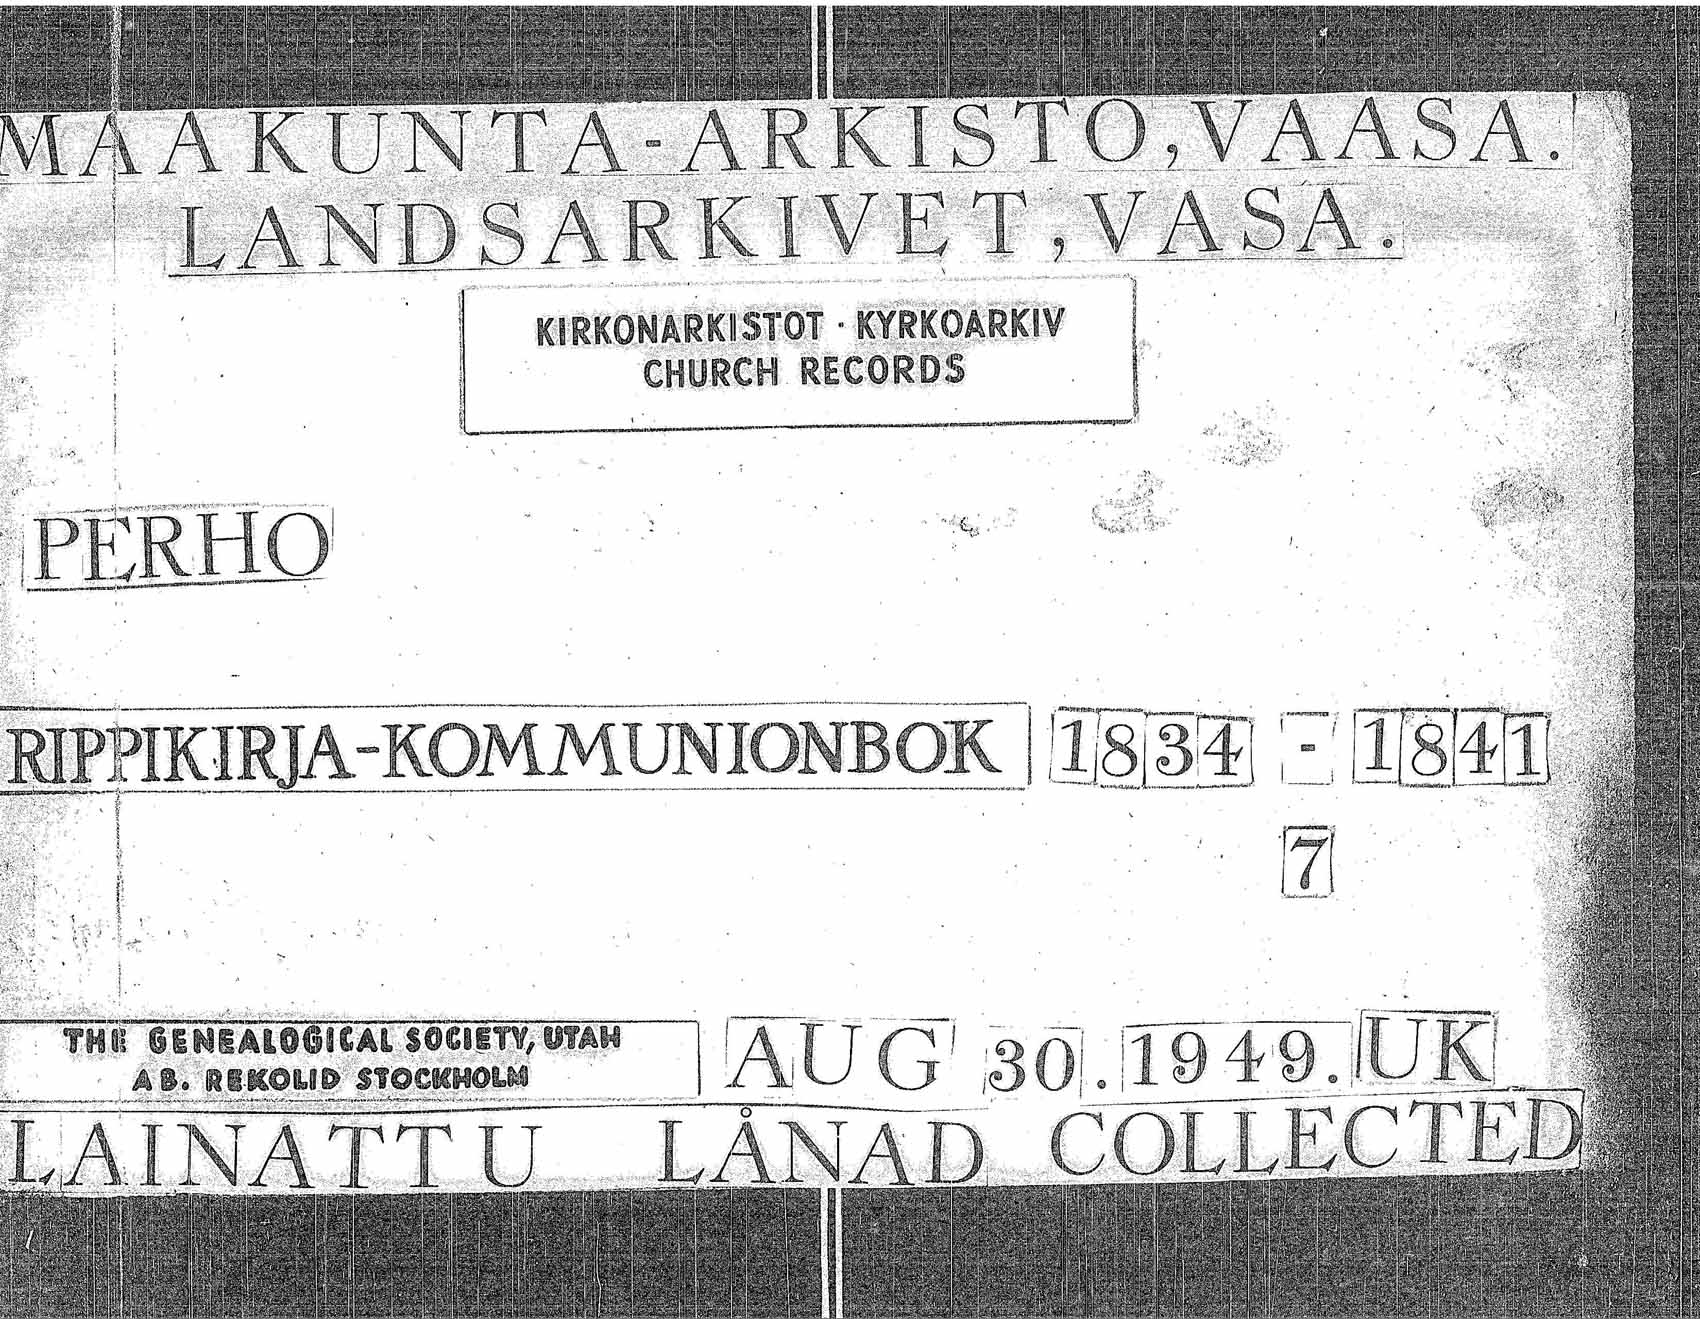 MAAKUNTA-ARKISTO, VAASA.
LANDSARKIVET, VASA.
KIRKONARKISTOT · KYRKOARKIV
CHURCH RECORDS
PERHO
RIPPIKIRJA-KOMMUNIONBOK 1834 - 1841
7
THE GENEALOGICAL SOCIETY, UTAH
AB. REKOLID STOCKHOLM
AUG 30. 1949. UK
LAINATTU LÅNAD COLLECTED